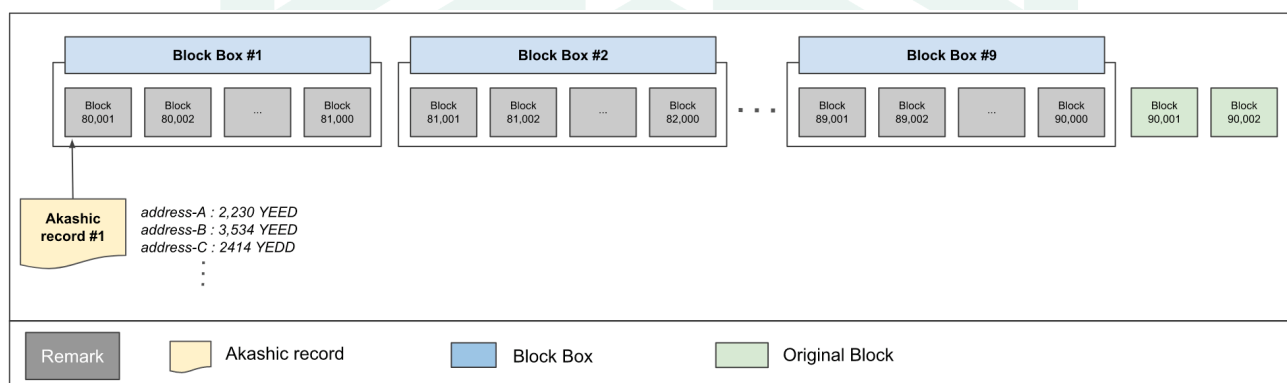 Block Box #1
Block Box #2
Block Box #9
Block
80,001
Block
80,002
...
Block
81,000
Block
81,001
Block
81,002
...
Block
82,000
...
Block
89,001
Block
89,002
...
Block
90,000
Block
90,001
Block
90,002
Akashic
record #1
address-A : 2,230 YEED
address-B : 3,534 YEED
address-C : 2414 YEDD
Remark
Akashic record
Block Box
Original Block